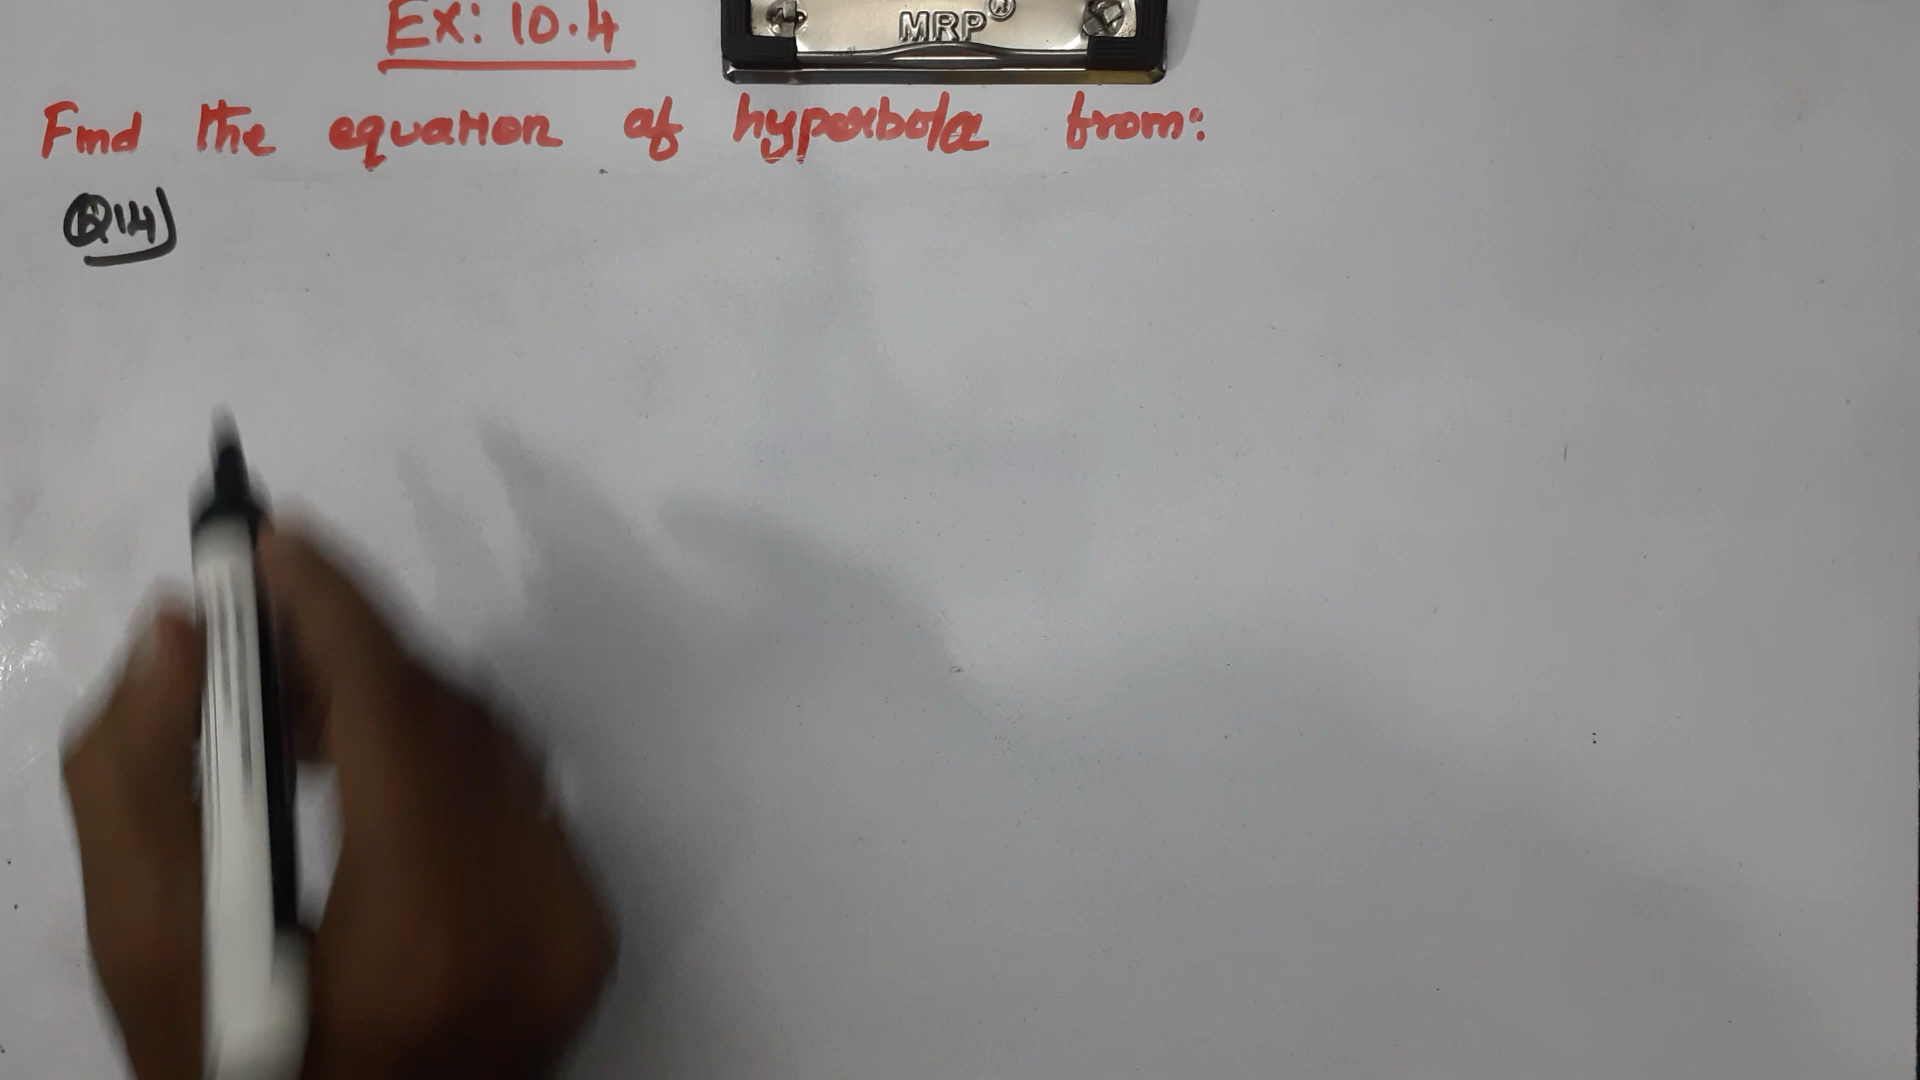 Ex: 10.4
MRP®
Find the equation of hyperbola from:
Q14)